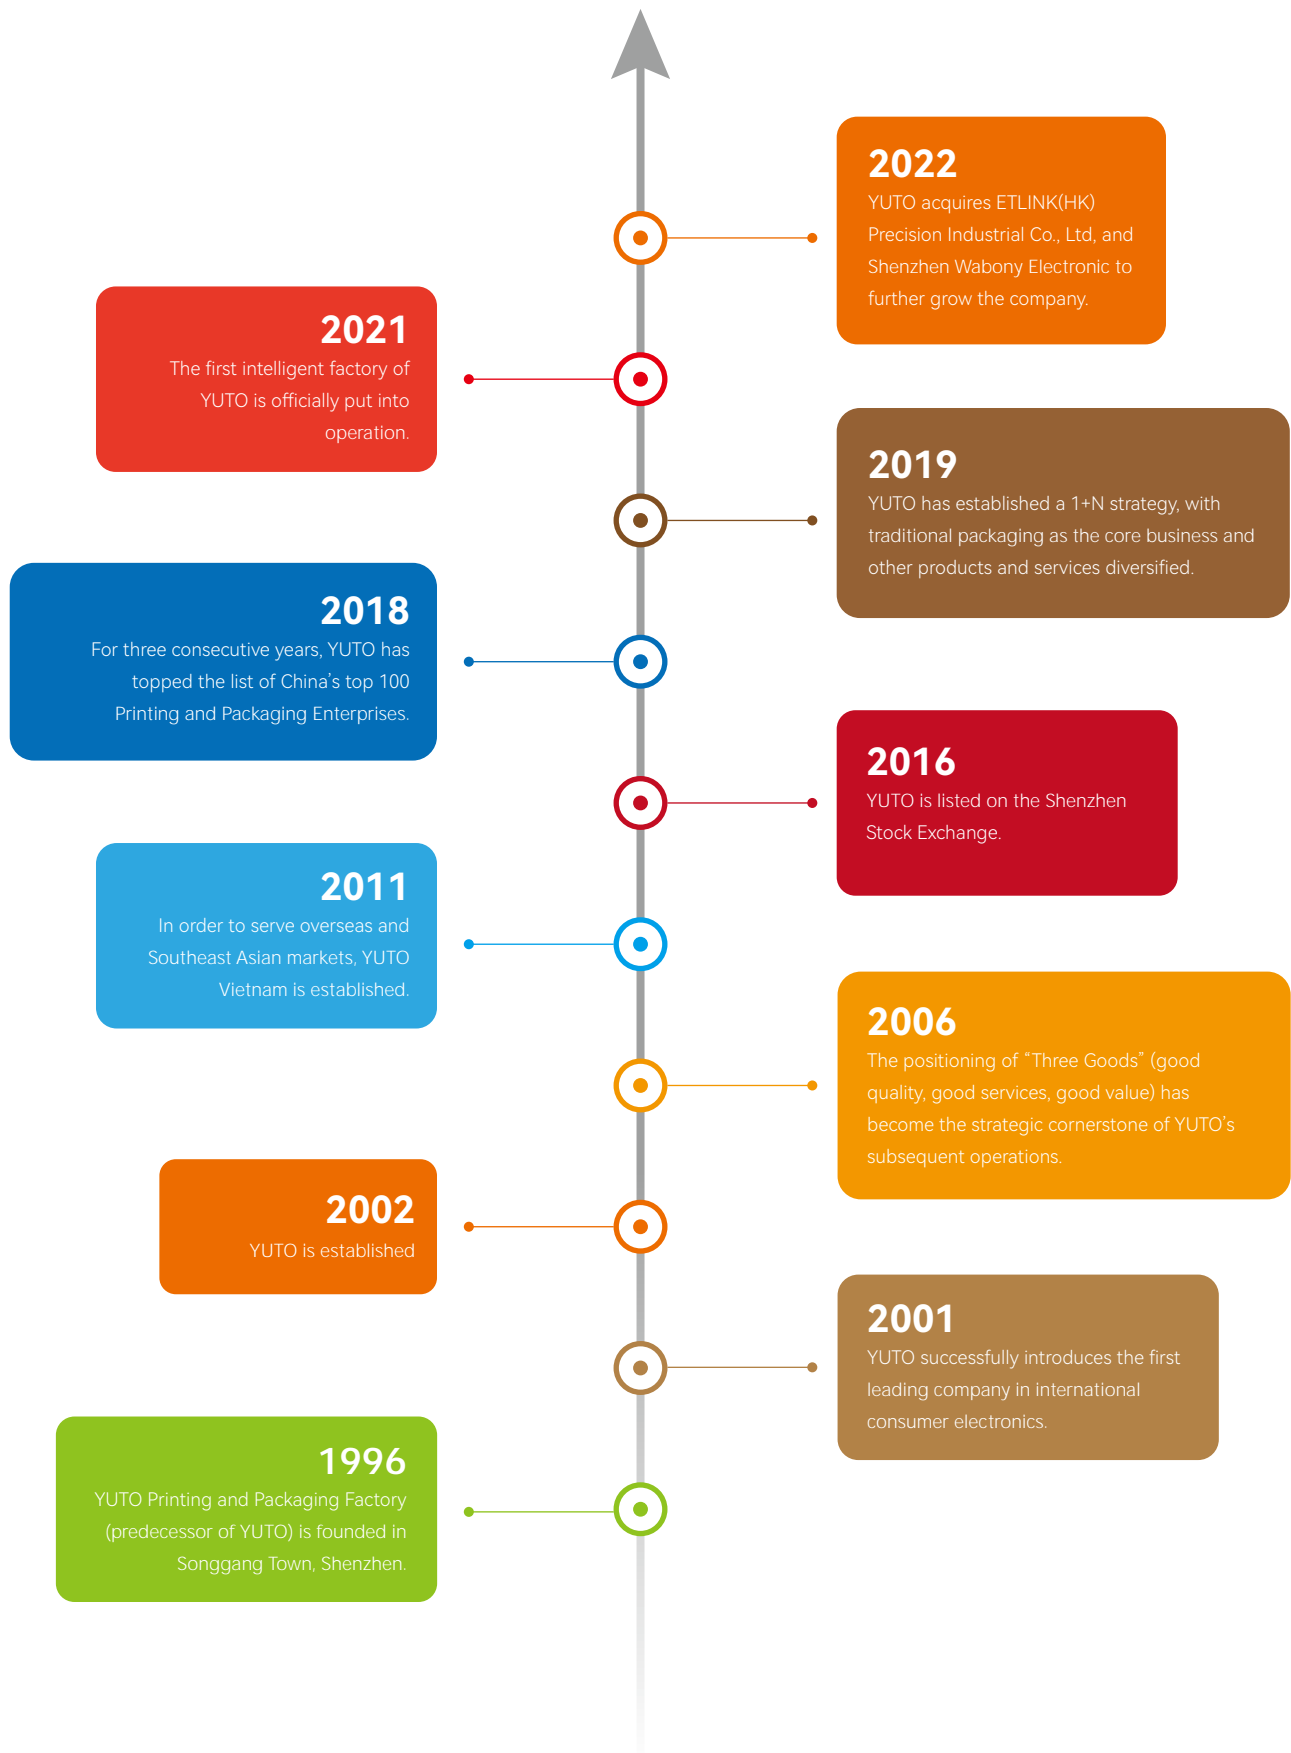 2022
YUTO acquires ETLINK(HK)
Precision Industrial Co., Ltd, and
Shenzhen Wabony Electronic to
further grow the company.
2021
The first intelligent factory of
YUTO is officially put into
operation.
2019
YUTO has established a 1+N strategy, with
traditional packaging as the core business and
other products and services diversified.
2018
For three consecutive years, YUTO has
topped the list of China’s top 100
Printing and Packaging Enterprises.
2016
YUTO is listed on the Shenzhen
Stock Exchange.
2011
In order to serve overseas and
Southeast Asian markets, YUTO
Vietnam is established.
2006
The positioning of “Three Goods” (good
quality, good services, good value) has
become the strategic cornerstone of YUTO’s
subsequent operations.
2002
YUTO is established
2001
YUTO successfully introduces the first
leading company in international
consumer electronics.
1996
YUTO Printing and Packaging Factory
(predecessor of YUTO) is founded in
Songgang Town, Shenzhen.